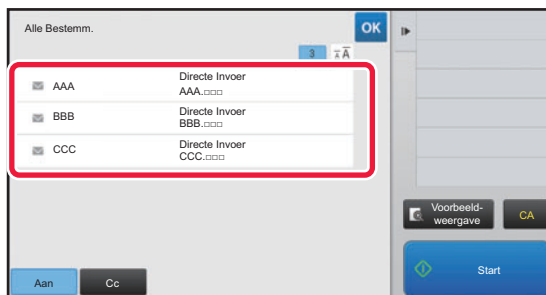 Alle Bestemm.
OK
3
AAA
Directe Invoer
AAA.□□□
BBB
Directe Invoer
BBB.□□□
CCC
Directe Invoer
CCC.□□□
Voorbeeld-
weergave
CA
Aan
Cc
Start